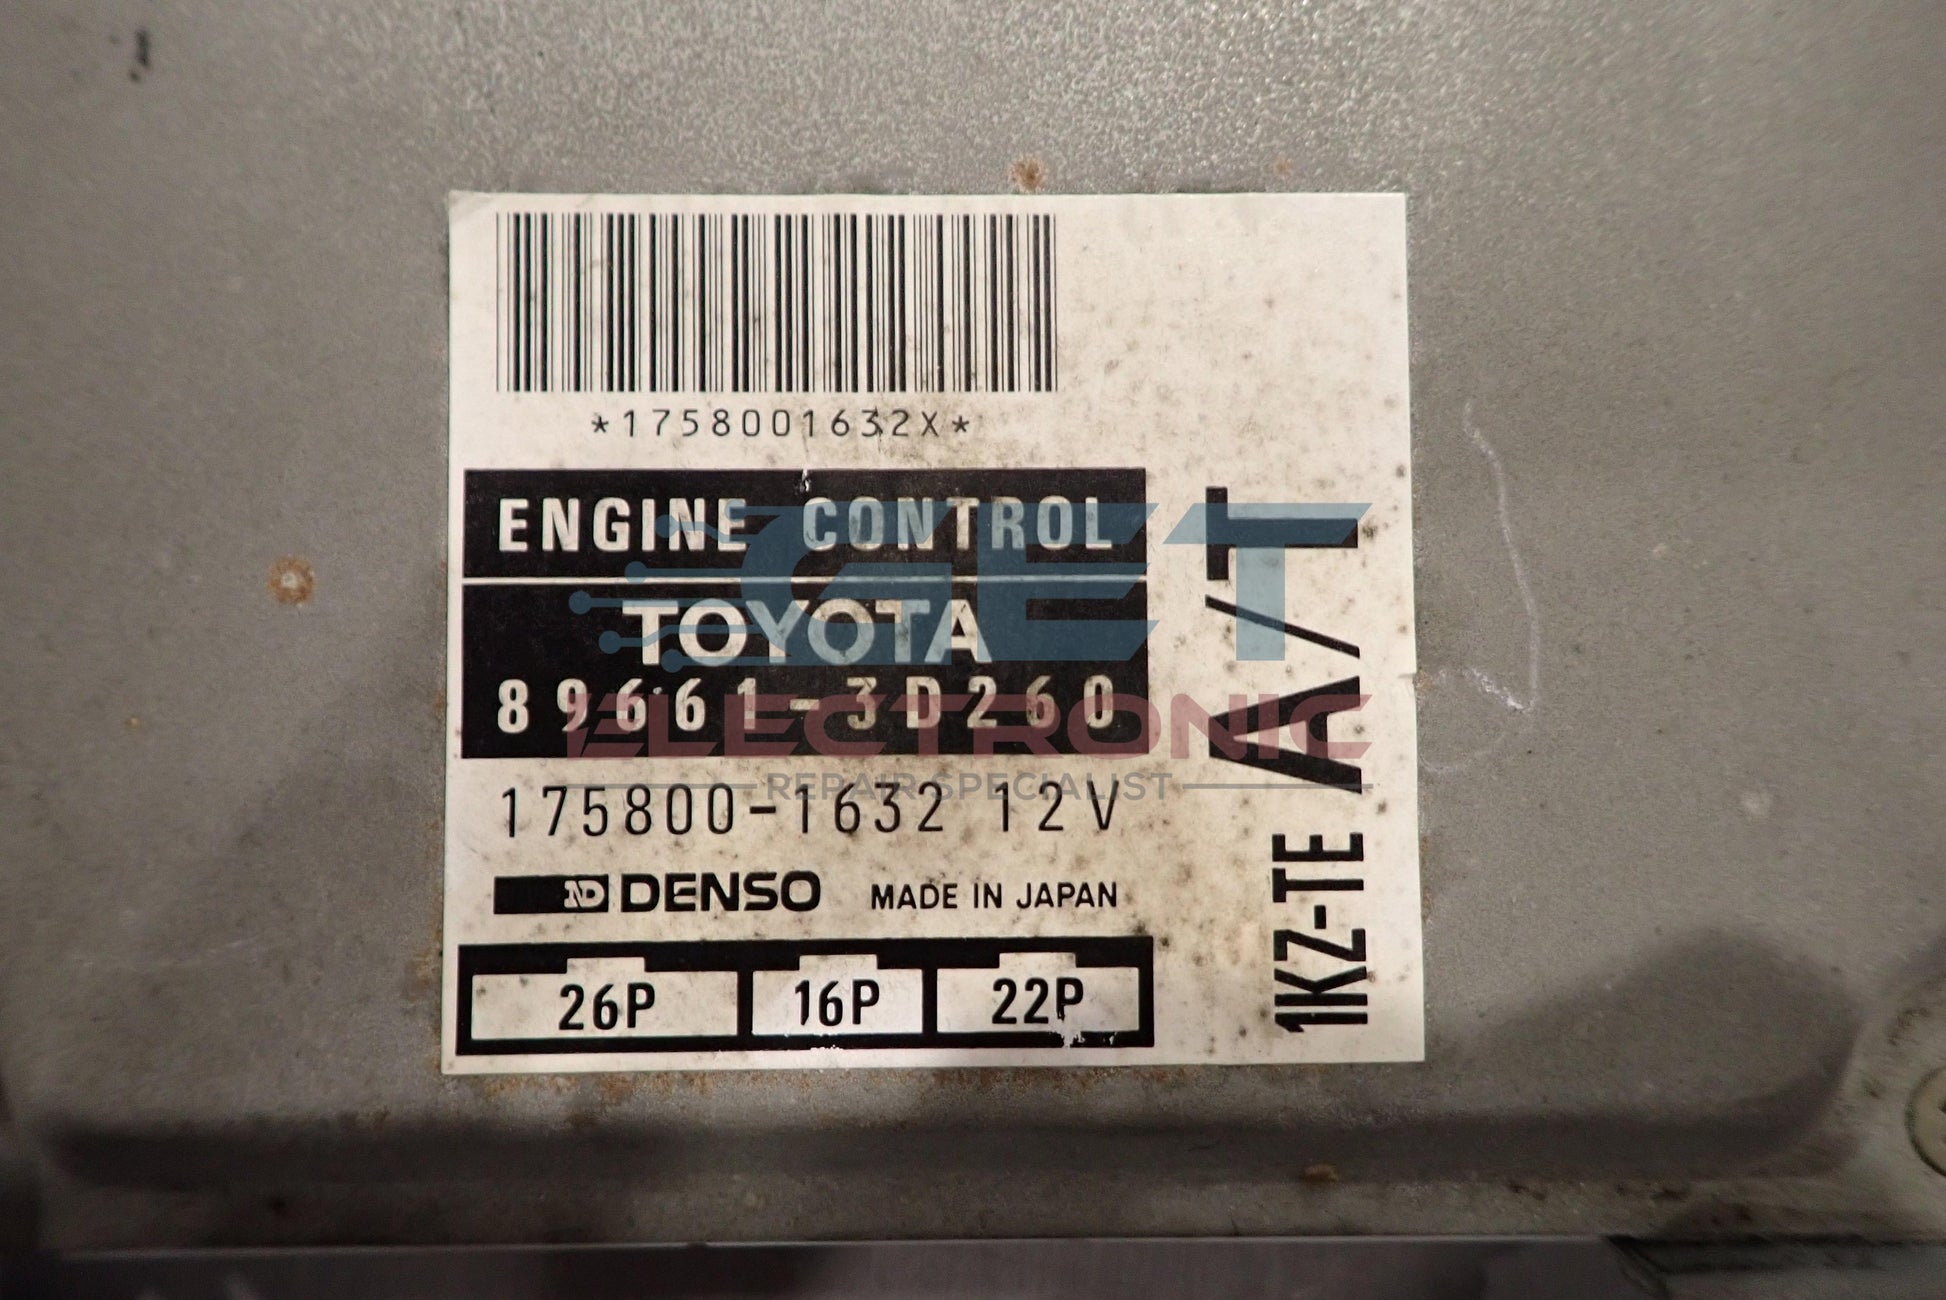 *1758001632X*
ENGINE CONTROL
TOYOTA
89661-3D260
175800-1632 12V
ND DENSO MADE IN JAPAN
26P 16P 22P
1KZ-TE A/T
GET
ELECTRONIC
REPAIR SPECIALIST